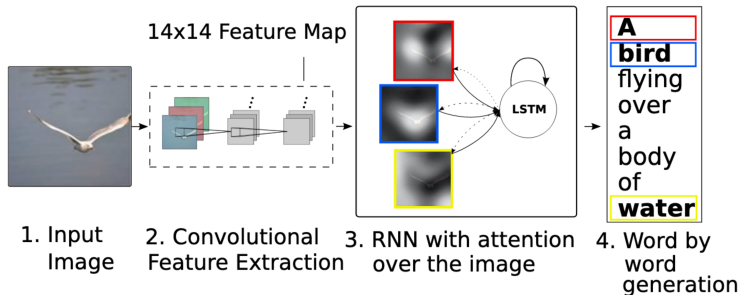 14x14 Feature Map
LSTM
A
bird
flying
over
a
body
of
water
1. Input
Image
2. Convolutional
Feature Extraction
3. RNN with attention
over the image
4. Word by
word
generation